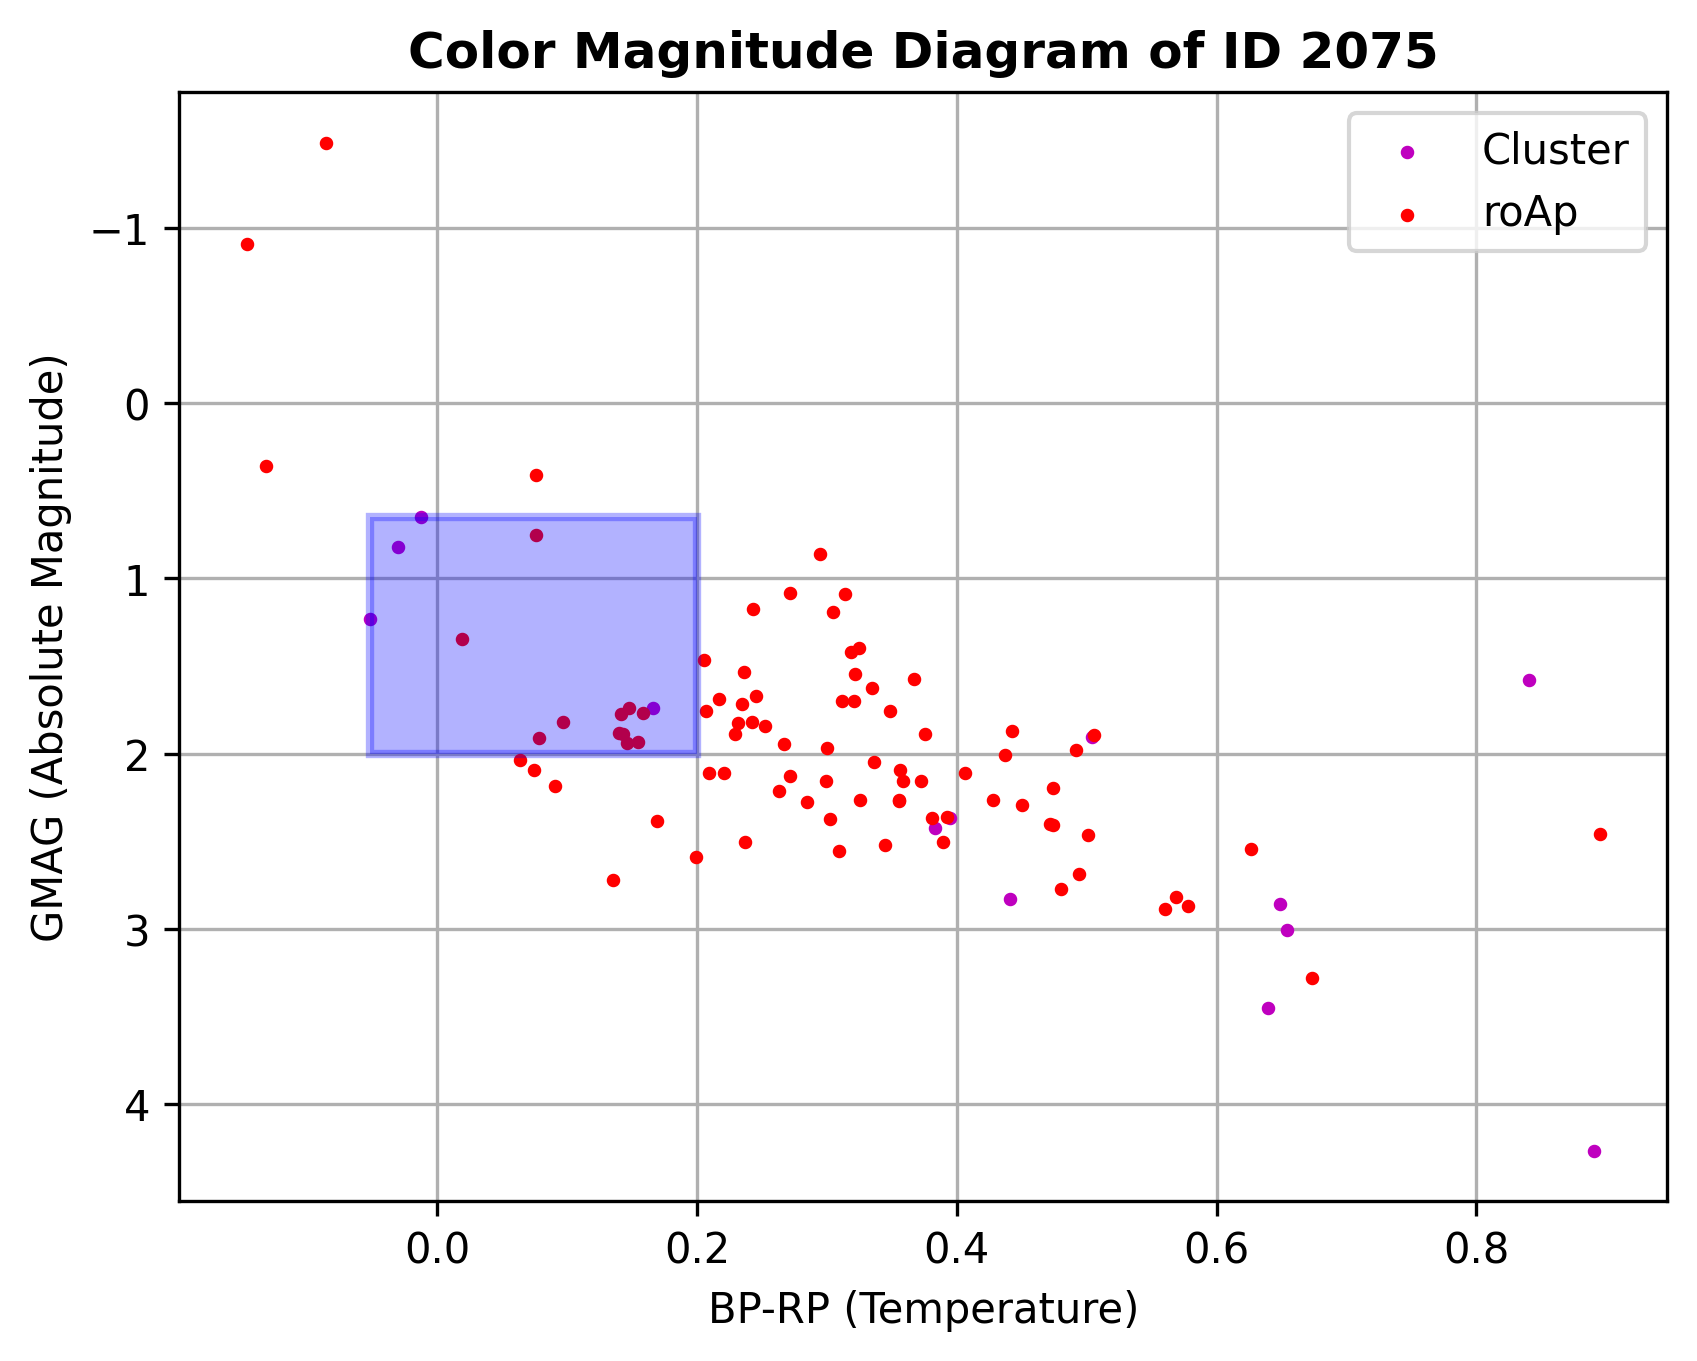 Color Magnitude Diagram of ID 2075
Cluster
roAp
GMAG (Absolute Magnitude)
−1
0
1
2
3
4
0.0 0.2 0.4 0.6 0.8
BP-RP (Temperature)